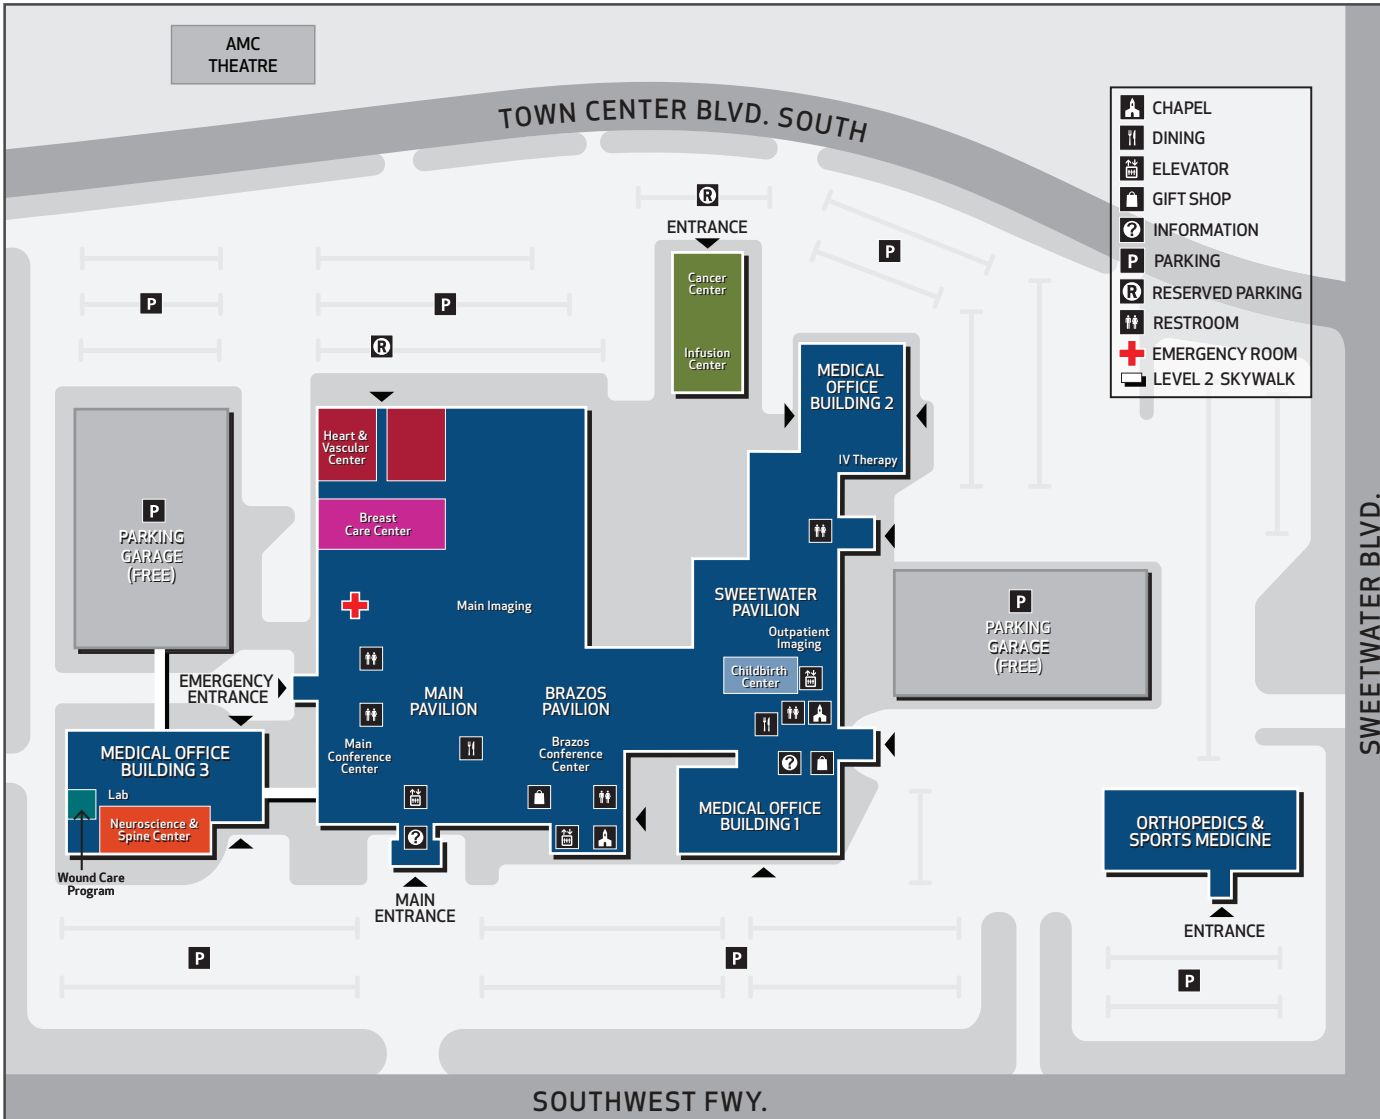 AMC
THEATRE
TOWN CENTER BLVD. SOUTH
CHAPEL
DINING
ELEVATOR
GIFT SHOP
? INFORMATION
P PARKING
R RESERVED PARKING
RESTROOM
EMERGENCY ROOM
LEVEL 2 SKYWALK
R
ENTRANCE
P
Cancer
Center
Infusion
Center
P
P
R
MEDICAL
OFFICE
BUILDING 2
IV Therapy
Heart &
Vascular
Center
Breast
Care Center
P
PARKING
GARAGE
(FREE)
Main Imaging
SWEETWATER
PAVILION
Outpatient
Imaging
Childbirth
Center
P
PARKING
GARAGE
(FREE)
SWEETWATER BLVD.
EMERGENCY
ENTRANCE
MAIN
PAVILION
BRAZOS
PAVILION
Main
Conference
Center
Brazos
Conference
Center
?
MEDICAL OFFICE
BUILDING 3
Lab
Neuroscience &
Spine Center
Wound Care
Program
?
MAIN
ENTRANCE
MEDICAL OFFICE
BUILDING 1
ORTHOPEDICS &
SPORTS MEDICINE
ENTRANCE
P
P
P
SOUTHWEST FWY.